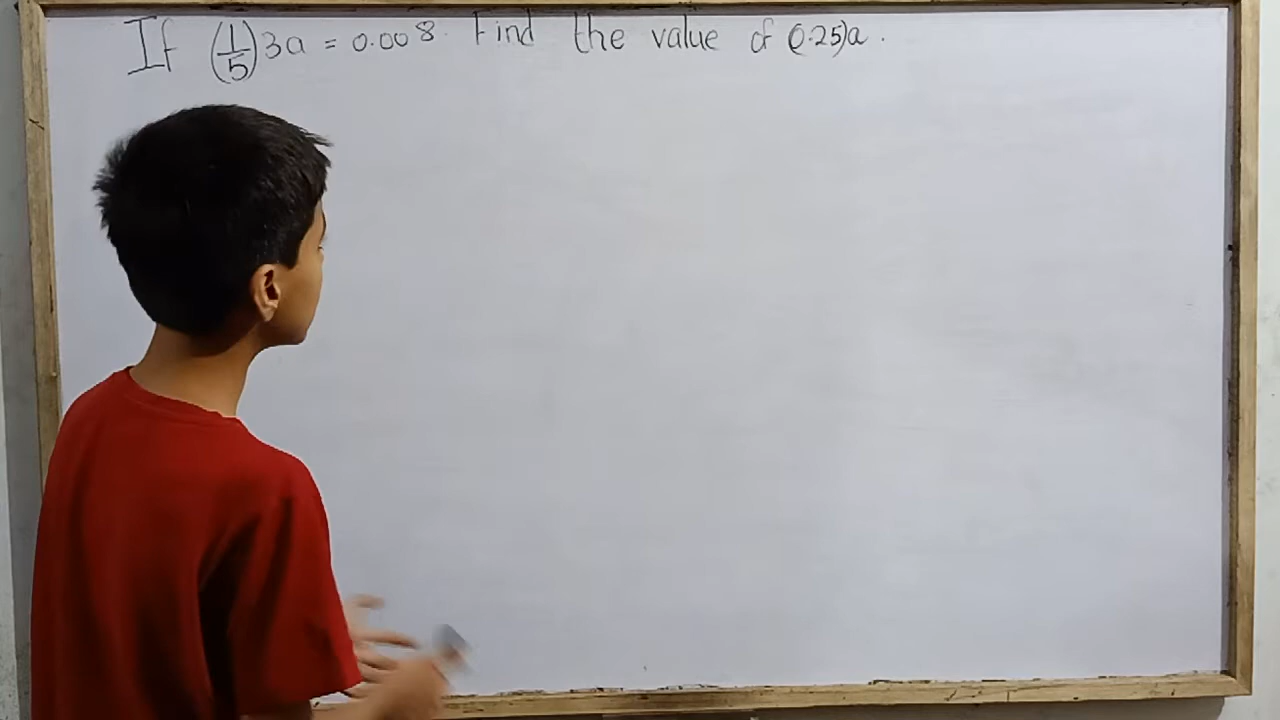 If (1/5)3a = 0.008. Find the value of (0.25)a.